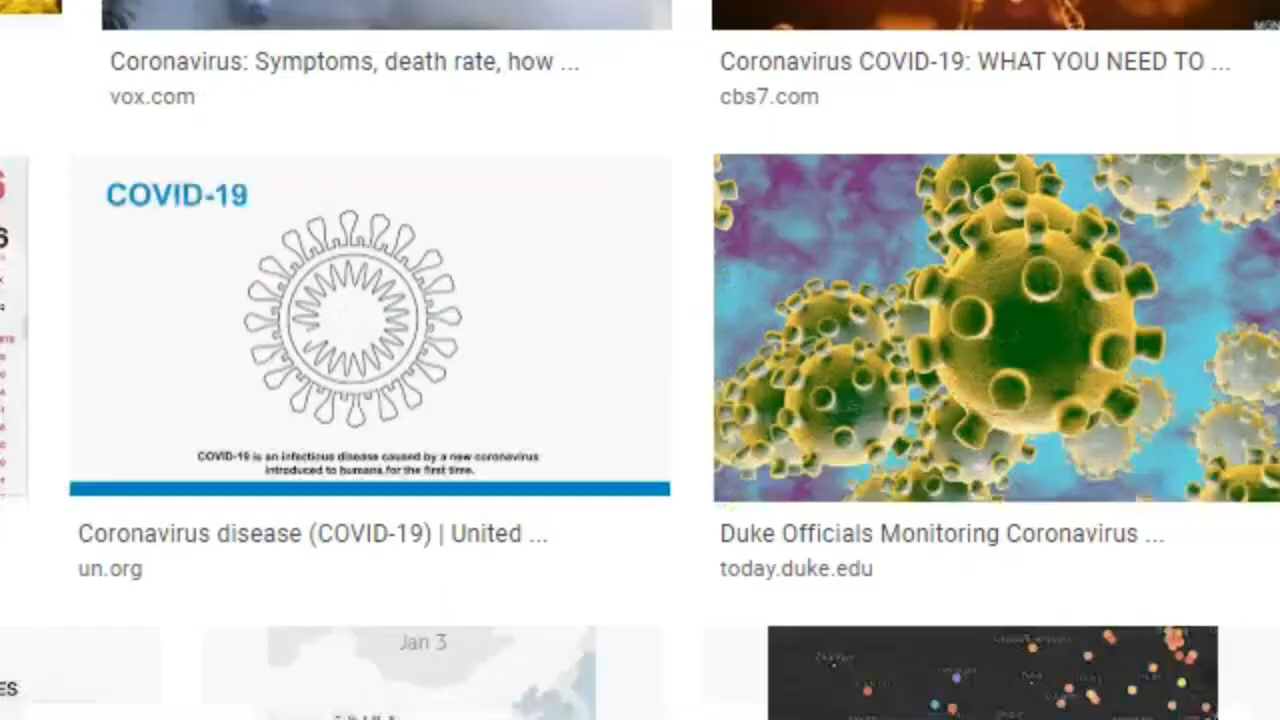 Coronavirus: Symptoms, death rate, how ...
vox.com
Coronavirus COVID-19: WHAT YOU NEED TO ...
cbs7.com
COVID-19
COVID-19 is an infectious disease caused by a new coronavirus
introduced to humans for the first time.
Coronavirus disease (COVID-19) | United ...
un.org
Duke Officials Monitoring Coronavirus ...
today.duke.edu
Jan 3
ES